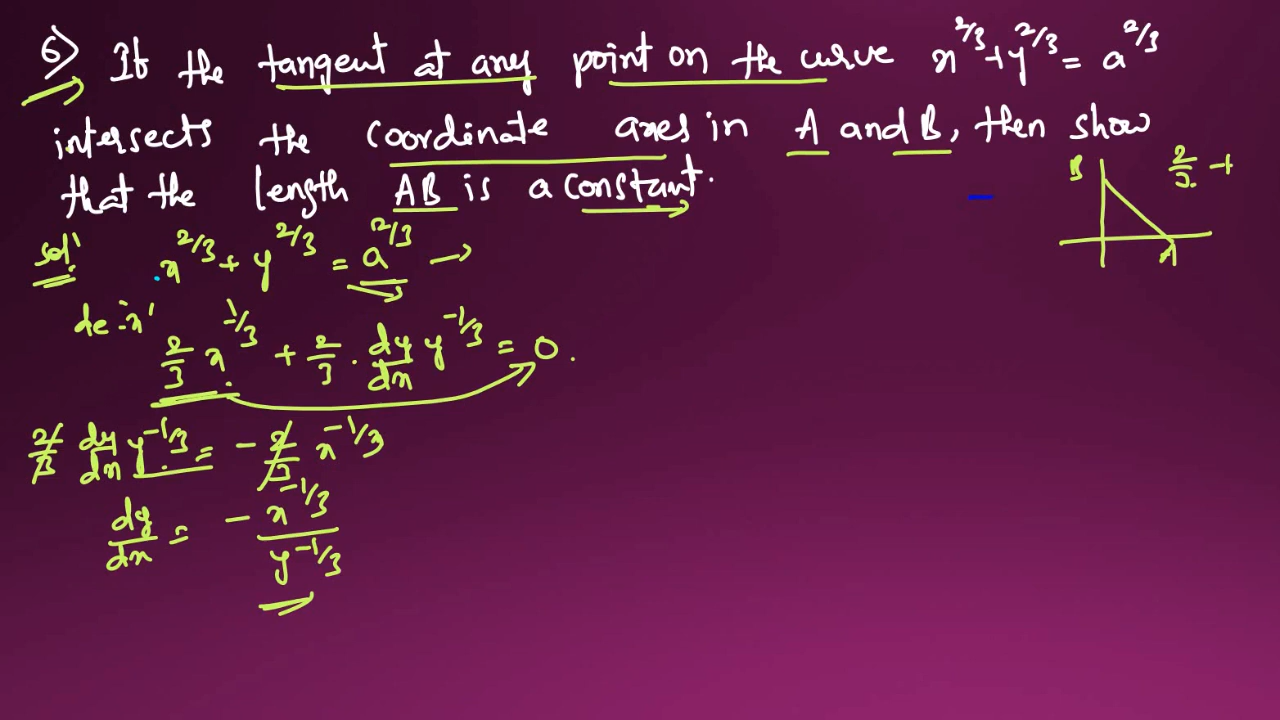 6) If the tangent at any point on the curve x^{2/3} + y^{2/3} = a^{2/3}
intersects the coordinate axes in A and B, then show
that the length AB is a constant.
B 2/3 - 1
A
sol!
x^{2/3} + y^{2/3} = a^{2/3} →
2/3 x^{-1/3} + 2/3 . dy/dx y^{-1/3} = 0.
2/3 dy/dx y^{-1/3} = - 2/3 x^{-1/3}
dy/dx = - x^{-1/3} / y^{-1/3}